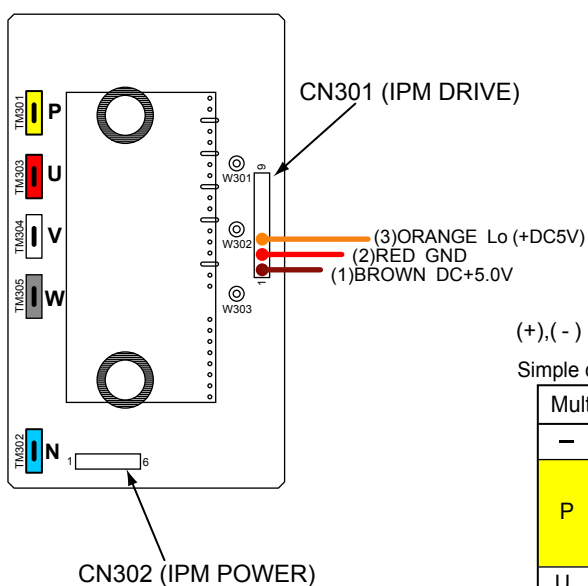 CN301 (IPM DRIVE)
TM301
P
TM303
U
TM304
V
TM305
W
TM302
N
9
W301
W302
W303
1
(3)ORANGE Lo (+DC5V)
(2)RED GND
(1)BROWN DC+5.0V
1
6
CN302 (IPM POWER)
(+),( - )
Simple
Mult
–
P
U